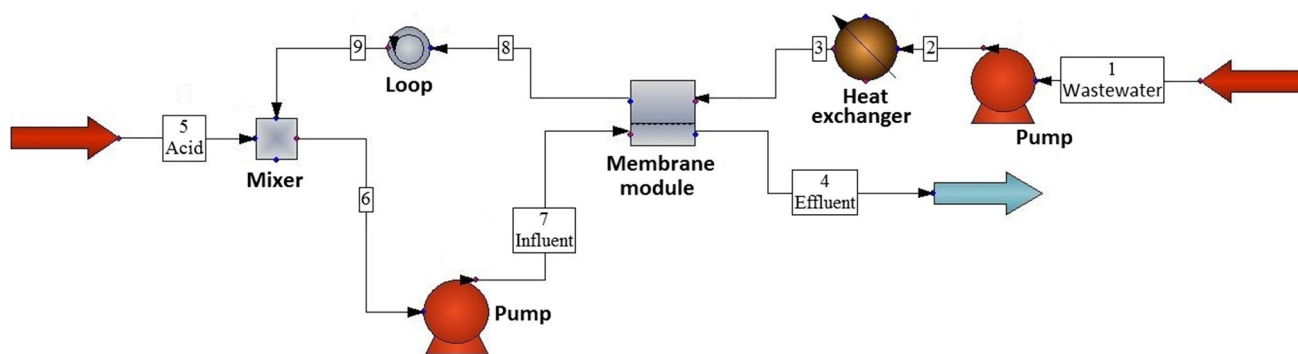 9
8
3
2
1
Wastewater
Loop
Heat
exchanger
Pump
5
Acid
Mixer
Membrane
module
4
Effluent
6
7
Influent
Pump